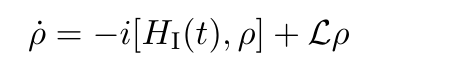 ρ̇ = −i[H_I(t), ρ] + ℒρ